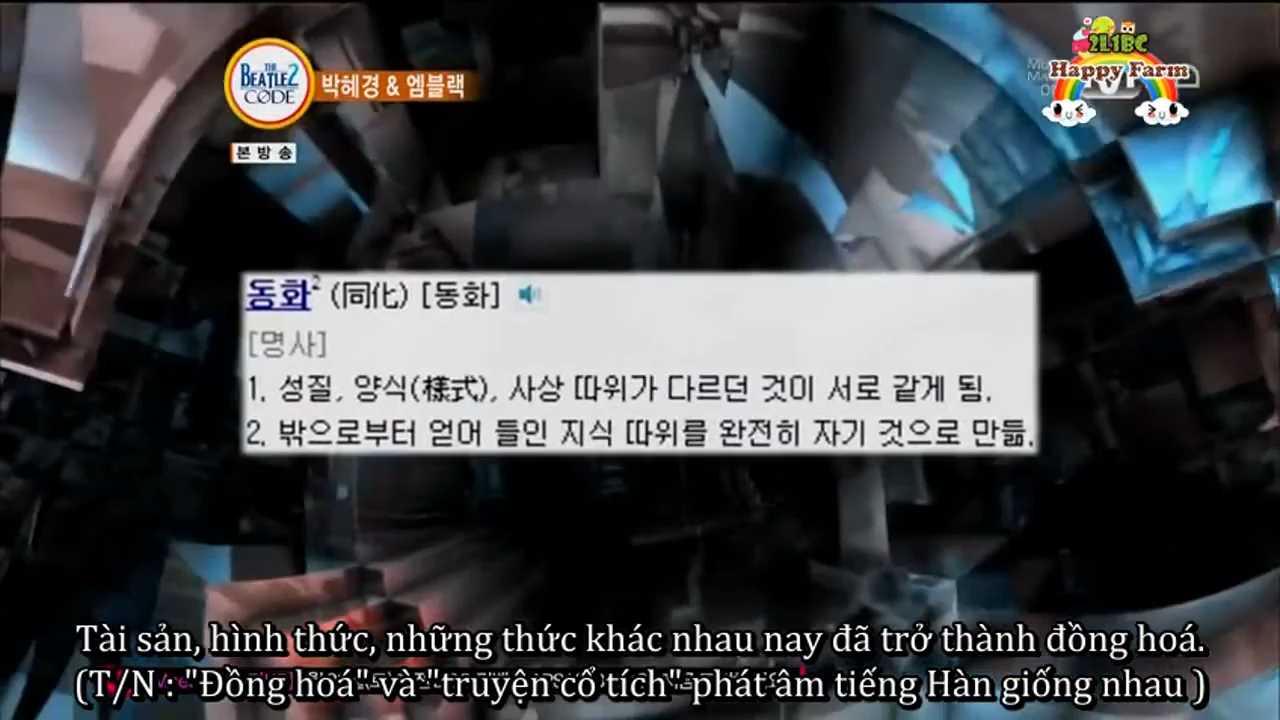 THE
BEATLE2
CODE
박혜경 & 엠블랙
본 방 송
2L1BC
Happy Farm
동화2 (同化) [동화]
[명사]
1. 성질, 양식(樣式), 사상 따위가 다르던 것이 서로 같게 됨.
2. 밖으로부터 얻어 들인 지식 따위를 완전히 자기 것으로 만듦.
Tài sản, hình thức, những thức khác nhau nay đã trở thành đồng hoá.
(T/N : "Đồng hoá" và "truyện cổ tích" phát âm tiếng Hàn giống nhau )